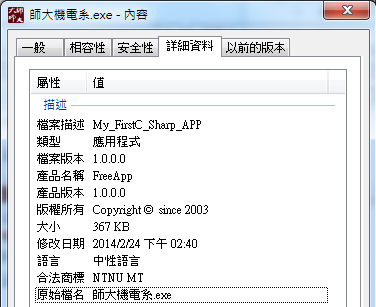 師大機電系.exe - 內容
一般 相容性 安全性 詳細資料 以前的版本
屬性 值
描述
檔案描述 My_FirstC_Sharp_APP
類型 應用程式
檔案版本 1.0.0.0
產品名稱 FreeApp
產品版本 1.0.0.0
版權所有 Copyright © since 2003
大小 367 KB
修改日期 2014/2/24 下午 02:40
語言 中性語言
合法商標 NTNU MT
原始檔名 師大機電系.exe